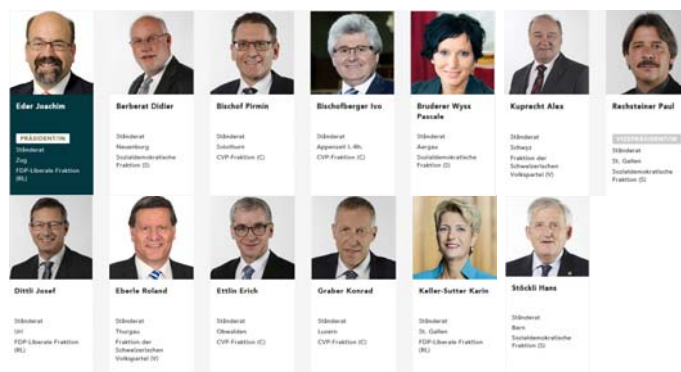 Eder Joachim
PRÄSIDENT/IN
Ständerat
Zug
FDP-Liberale Fraktion
(RL)
Berberat Didier
Ständerat
Neuenburg
Sozialdemokratische
Fraktion (S)
Bischof Pirmin
Ständerat
Solothurn
CVP-Fraktion (C)
Bischofberger Ivo
Ständerat
Appenzell I.-Rh.
CVP-Fraktion (C)
Bruderer Wyss
Pascale
Ständerat
Aargau
Sozialdemokratische
Fraktion (S)
Kuprecht Alex
Ständerat
Schwyz
Fraktion der
Schweizerischen
Volkspartei (V)
Rechsteiner Paul
VIZEPRÄSIDENT/IN
Ständerat
St. Gallen
Sozialdemokratische
Fraktion (S)
Dittli Josef
Ständerat
Uri
FDP-Liberale Fraktion
(RL)
Eberle Roland
Ständerat
Thurgau
Fraktion der
Schweizerischen
Volkspartei (V)
Ettlin Erich
Ständerat
Obwalden
CVP-Fraktion (C)
Graber Konrad
Ständerat
Luzern
CVP-Fraktion (C)
Keller-Sutter Karin
Ständerat
St. Gallen
FDP-Liberale Fraktion
(RL)
Stöckli Hans
Ständerat
Bern
Sozialdemokratische
Fraktion (S)